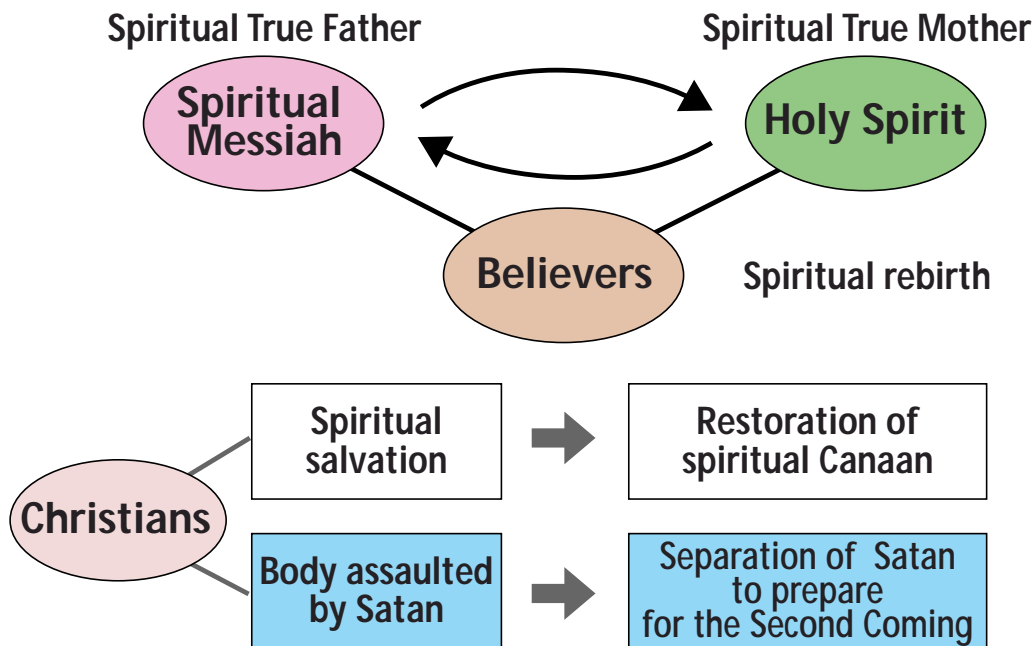 Spiritual True Father
Spiritual True Mother
Spiritual
Messiah
Holy Spirit
Believers
Spiritual rebirth
Christians
Spiritual
salvation
Restoration of
spiritual Canaan
Body assaulted
by Satan
Separation of Satan
to prepare
for the Second Coming